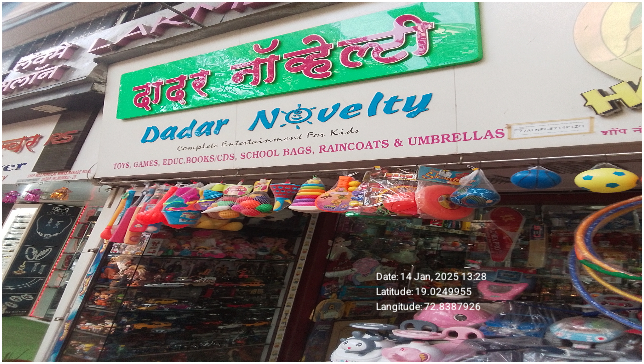 दादर नॉव्हेल्टी
Dadar Novelty
Complete Entertainment For Kids
TOYS, GAMES, EDUC.BOOKS/CDS, SCHOOL BAGS, RAINCOATS & UMBRELLAS
शॉप नं
Date:14 Jan, 2025 13:28
Latitude:19.0249955
Langitude:72.8387926